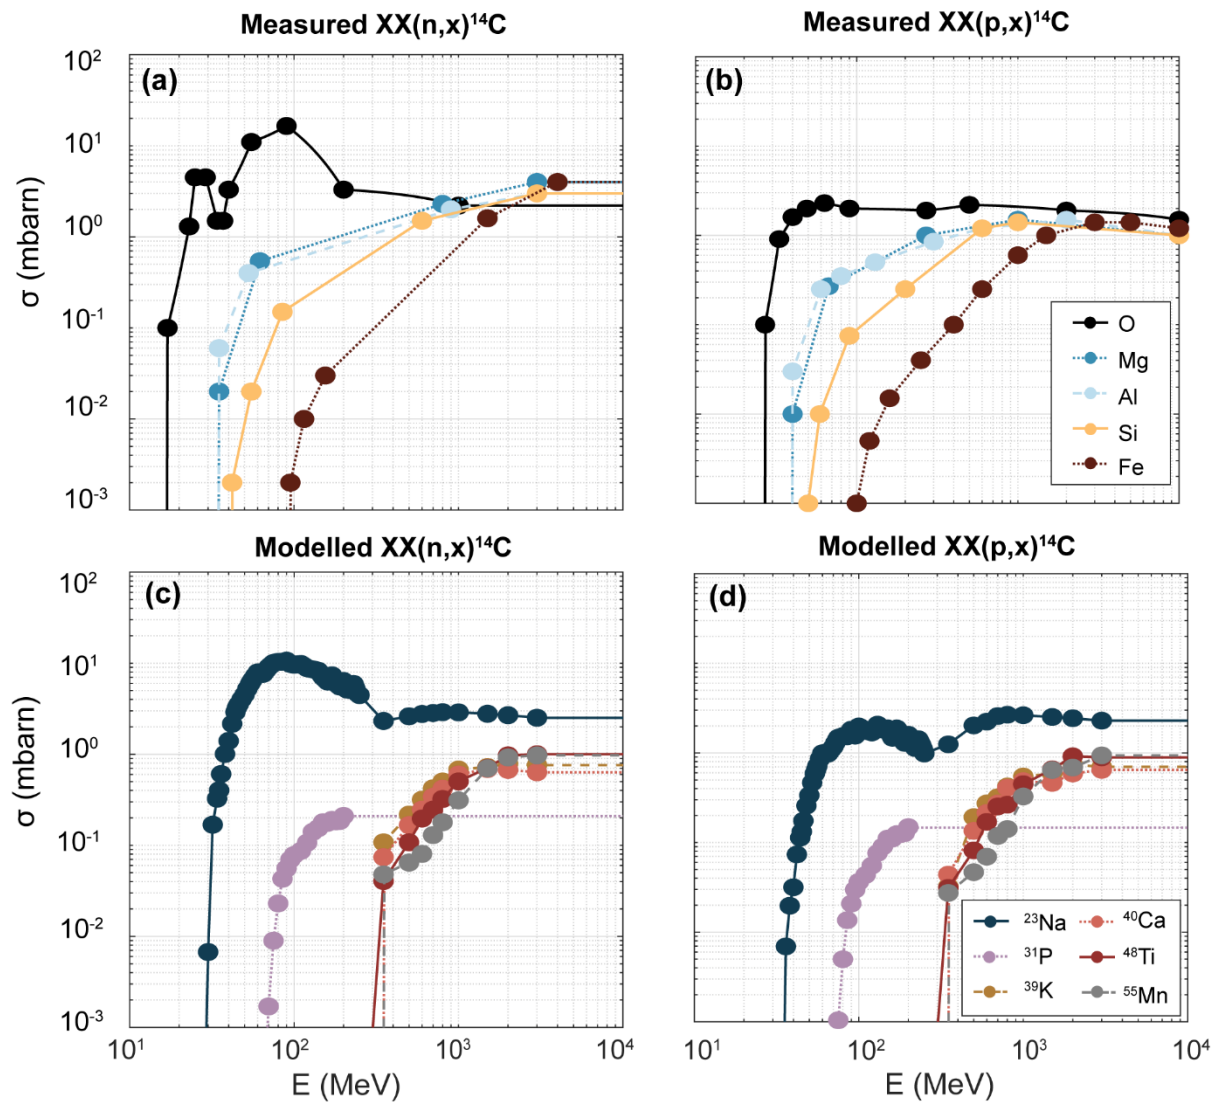 Measured XX(n,x)¹⁴C
Measured XX(p,x)¹⁴C
(a)
(b)
10²
10¹
10⁰
10⁻¹
10⁻²
10⁻³
σ (mbarn)
O
Mg
Al
Si
Fe
Modelled XX(n,x)¹⁴C
Modelled XX(p,x)¹⁴C
(c)
(d)
10²
10¹
10⁰
10⁻¹
10⁻²
10⁻³
σ (mbarn)
²³Na
³¹P
³⁹K
⁴⁰Ca
⁴⁸Ti
⁵⁵Mn
10¹ 10² 10³ 10⁴
10¹ 10² 10³ 10⁴
E (MeV)
E (MeV)